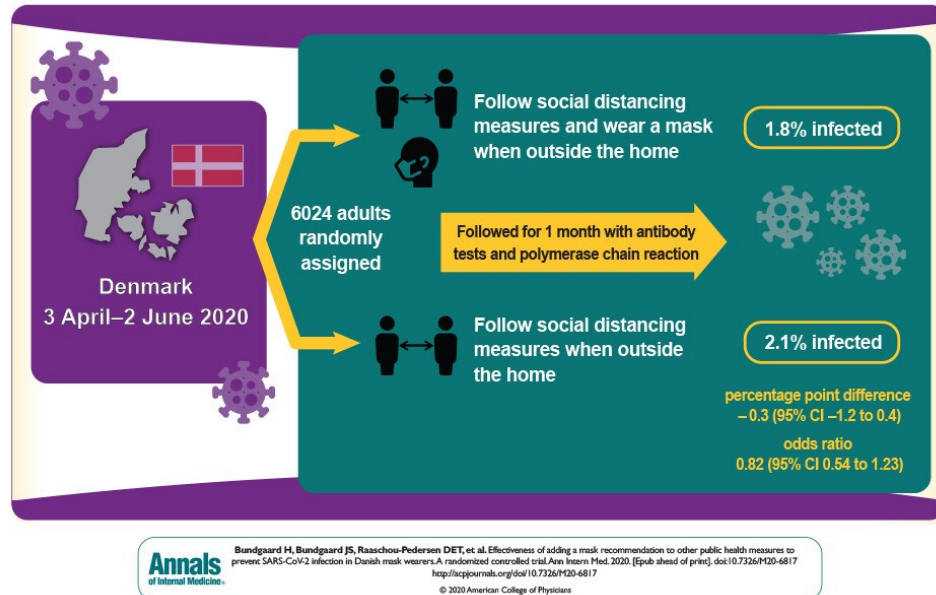 Denmark
3 April–2 June 2020
6024 adults
randomly
assigned
Follow social distancing
measures and wear a mask
when outside the home
1.8% infected
Followed for 1 month with antibody
tests and polymerase chain reaction
Follow social distancing
measures when outside
the home
2.1% infected
percentage point difference
–0.3 (95% CI –1.2 to 0.4)
odds ratio
0.82 (95% CI 0.54 to 1.23)
Annals
of Internal Medicine®
Bundgaard H, Bundgaard JS, Raaschou-Pedersen DET, et al. Effectiveness of adding a mask recommendation to other public health measures to
prevent SARS-CoV-2 infection in Danish mask wearers. A randomized controlled trial. Ann Intern Med. 2020. [Epub ahead of print]. doi:10.7326/M20-6817
http://acpjournals.org/doi/10.7326/M20-6817
© 2020 American College of Physicians